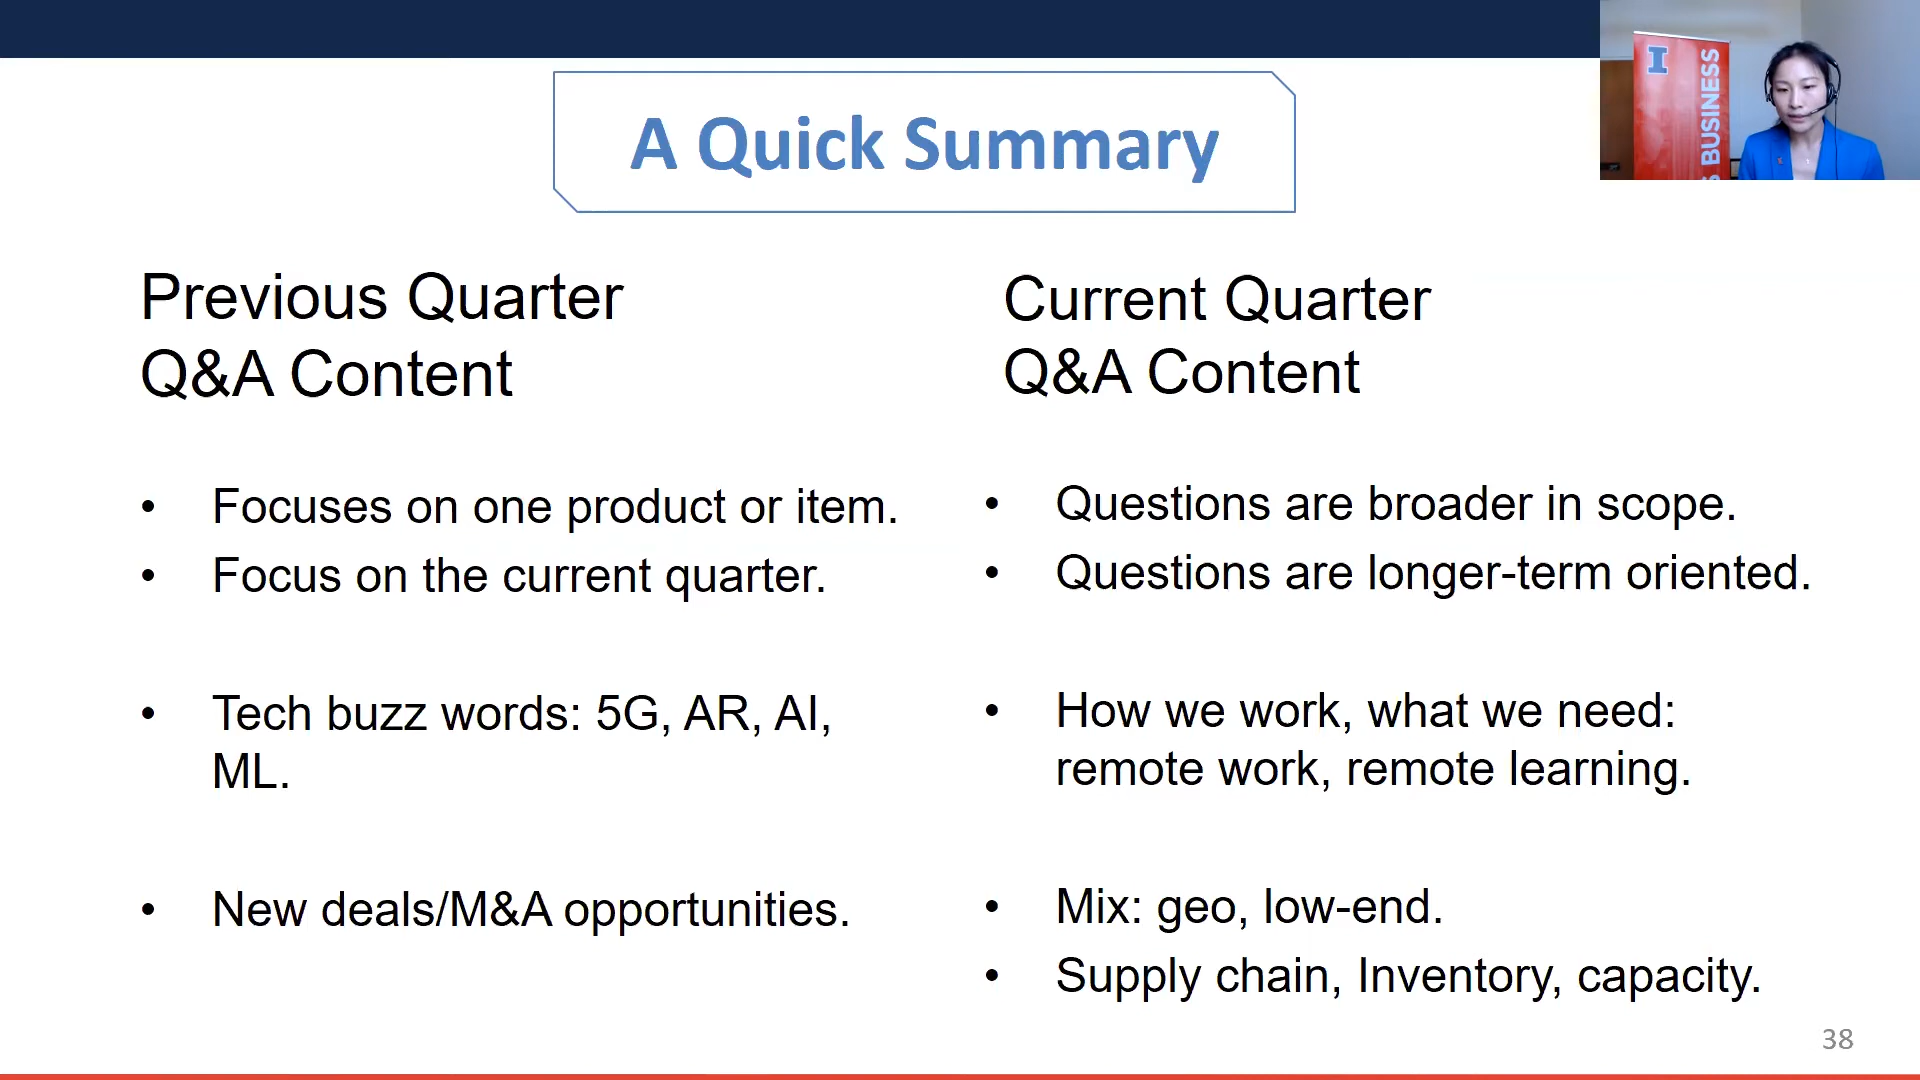 A Quick Summary
Previous Quarter
Q&A Content
• Focuses on one product or item.
• Focus on the current quarter.
• Tech buzz words: 5G, AR, AI,
ML.
• New deals/M&A opportunities.
Current Quarter
Q&A Content
• Questions are broader in scope.
• Questions are longer-term oriented.
• How we work, what we need:
remote work, remote learning.
• Mix: geo, low-end.
• Supply chain, Inventory, capacity.
38
I
BUSINESS